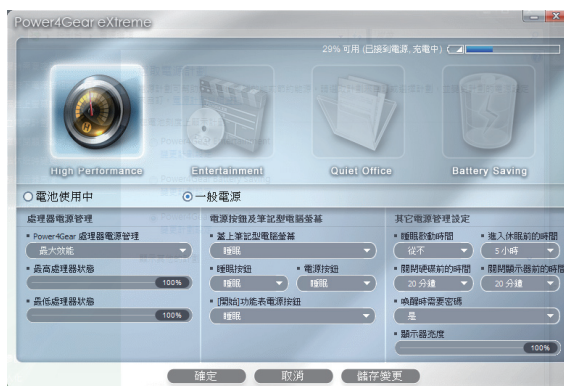 Power4Gear eXtreme
29% 可用 (已接到電源, 充電中)
High Performance
Entertainment
Quiet Office
Battery Saving
電池使用中
一般電源
處理器電源管理
Power4Gear 處理器電源管理
最大效能
最高處理器狀態
100%
最低處理器狀態
100%
電源按鈕及筆記型電腦螢幕
蓋上筆記型電腦螢幕
睡眠
睡眠按鈕
電源按鈕
睡眠
睡眠
[開始]功能表電源按鈕
睡眠
其它電源管理設定
睡眠啟動時間
進入休眠前的時間
從不
5 小時
關閉硬碟前的時間
關閉顯示器前的時間
20 分鐘
20 分鐘
喚醒時需要密碼
是
顯示器亮度
100%
確定
取消
儲存變更